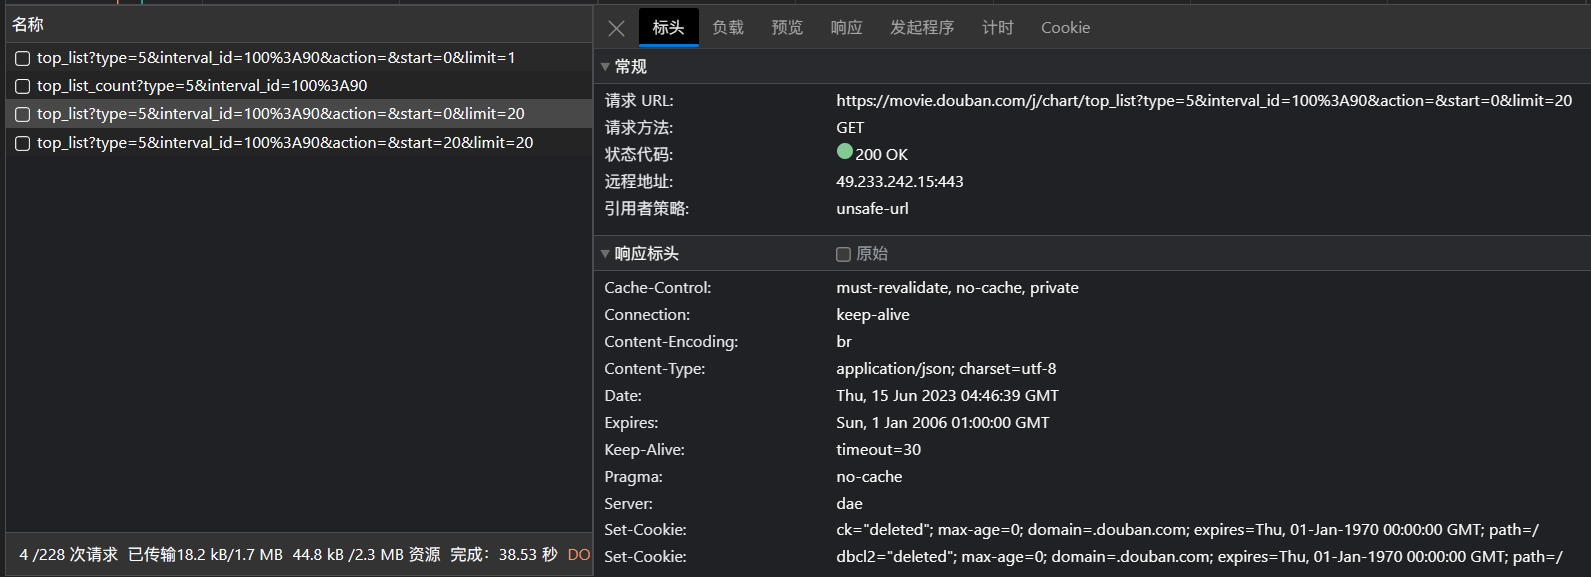 名称
top_list?type=5&interval_id=100%3A90&action=&start=0&limit=1
top_list_count?type=5&interval_id=100%3A90
top_list?type=5&interval_id=100%3A90&action=&start=0&limit=20
top_list?type=5&interval_id=100%3A90&action=&start=20&limit=20
4 /228 次请求 已传输18.2 kB/1.7 MB 44.8 kB /2.3 MB 资源 完成：38.53 秒 DO
标头 负载 预览 响应 发起程序 计时 Cookie
常规
请求 URL: https://movie.douban.com/j/chart/top_list?type=5&interval_id=100%3A90&action=&start=0&limit=20
请求方法: GET
状态代码: 200 OK
远程地址: 49.233.242.15:443
引用者策略: unsafe-url
响应标头 原始
Cache-Control: must-revalidate, no-cache, private
Connection: keep-alive
Content-Encoding: br
Content-Type: application/json; charset=utf-8
Date: Thu, 15 Jun 2023 04:46:39 GMT
Expires: Sun, 1 Jan 2006 01:00:00 GMT
Keep-Alive: timeout=30
Pragma: no-cache
Server: dae
Set-Cookie: ck="deleted"; max-age=0; domain=.douban.com; expires=Thu, 01-Jan-1970 00:00:00 GMT; path=/
Set-Cookie: dbcl2="deleted"; max-age=0; domain=.douban.com; expires=Thu, 01-Jan-1970 00:00:00 GMT; path=/